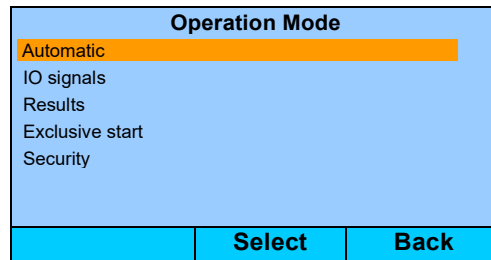 Operation Mode
Automatic
IO signals
Results
Exclusive start
Security
Select Back